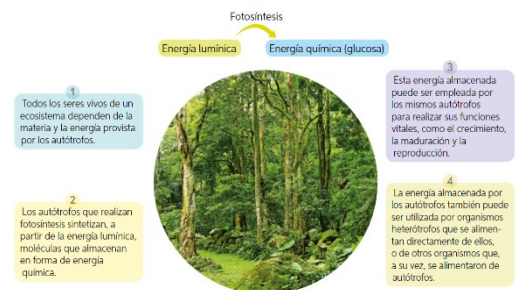 Fotosíntesis
Energía lumínica
Energía química (glucosa)
1
Todos los seres vivos de un
ecosistema dependen de la
materia y la energía provista
por los autótrofos.
2
Los autótrofos que realizan
fotosíntesis sintetizan, a
partir de la energía lumínica,
moléculas que almacenan
en forma de energía
química.
3
Esta energía almacenada
puede ser empleada por
los mismos autótrofos
para realizar sus funciones
vitales, como el crecimiento,
la maduración y la
reproducción.
4
La energía almacenada por
los autótrofos también puede
ser utilizada por organismos
heterótrofos que se alimen-
tan directamente de ellos,
o de otros organismos que,
a su vez, se alimentaron de
autótrofos.